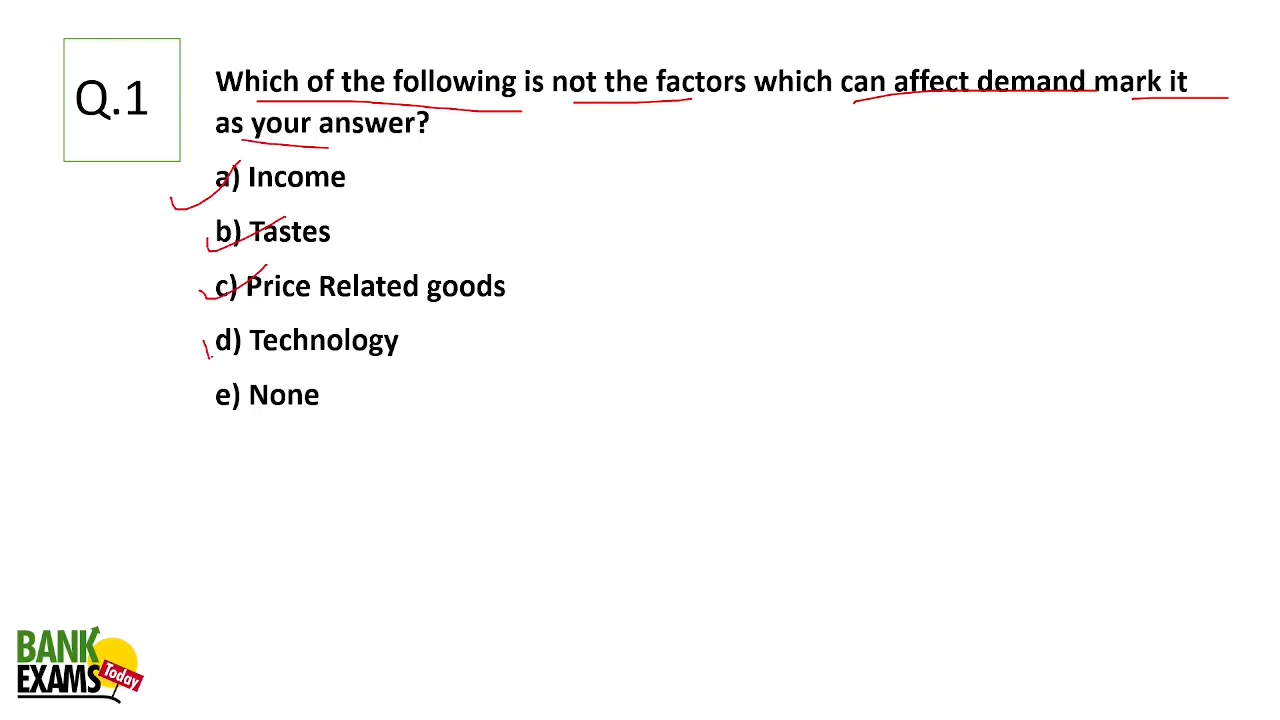 Q.1
Which of the following is not the factors which can affect demand mark it
as your answer?
a) Income
b) Tastes
c) Price Related goods
d) Technology
e) None
BANK
EXAMS
Today